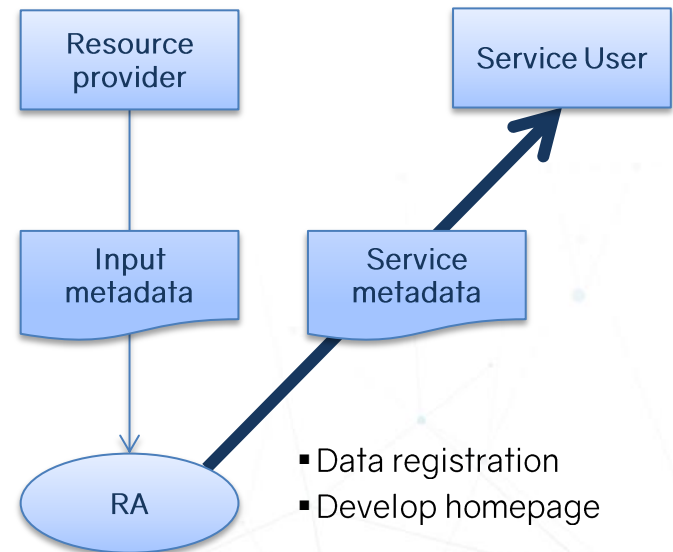 Resource
provider
Service User
Input
metadata
Service
metadata
RA
▪Data registration
▪Develop homepage